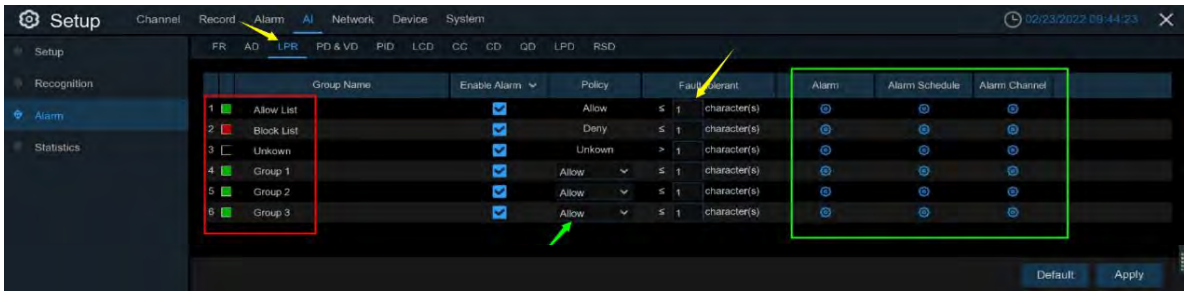 Setup Channel Record Alarm AI Network Device System 02/23/2022 09:44:23
Setup FR AD LPR PD & VD PID LCD CC CD QD LPD RSD
Recognition
Group Name Enable Alarm Policy Fault tolerant Alarm Alarm Schedule Alarm Channel
Alarm
1 Allow List Allow ≤ 1 character(s)
2 Block List Deny ≤ 1 character(s)
Statistics
3 Unkown Unkown > 1 character(s)
4 Group 1 Allow ≤ 1 character(s)
5 Group 2 Allow ≤ 1 character(s)
6 Group 3 Allow ≤ 1 character(s)
Default Apply